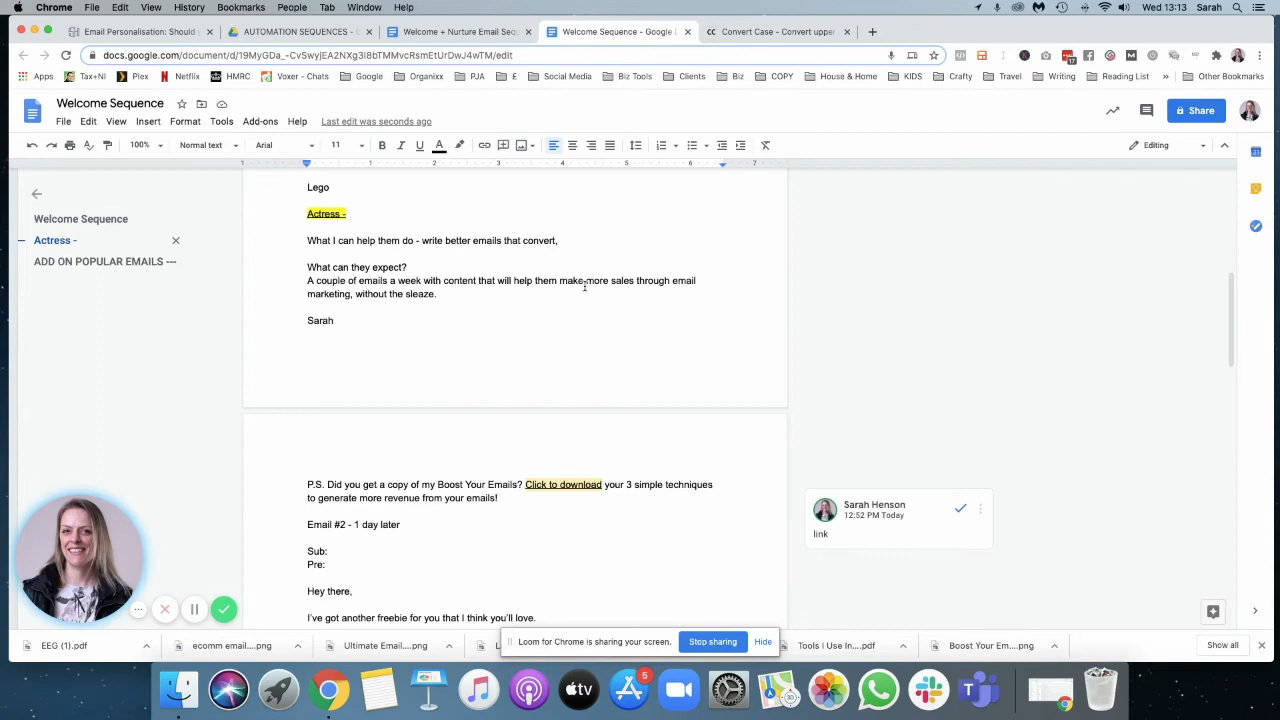 Chrome File Edit View History Bookmarks People Tab Window Help Wed 13:13 Sarah
Email Personalisation: Should AUTOMATION SEQUENCES - G Welcome + Nurture Email Seq Welcome Sequence - Google Convert Case - Convert upper
docs.google.com/document/d/
Apps Tax+NI Plex Netflix HMRC Voxer - Chats Google Organixx PJA £ Social Media Biz Tools Clients Biz COPY House & Home KIDS Crafty Travel Writing Reading List » Other Bookmarks
Welcome Sequence
Share
File Edit View Insert Format Tools Add-ons Help Last edit was seconds ago
100% Normal text Arial 11 Editing
1 1 2 3 4 5 6 7
Lego
Welcome Sequence
Actress -
Actress -
ADD ON POPULAR EMAILS ---
What I can help them do - write better emails that convert,
What can they expect?
A couple of emails a week with content that will help them make more sales through email
marketing, without the sleaze.
Sarah
P.S. Did you get a copy of my Boost Your Emails? Click to download your 3 simple techniques
to generate more revenue from your emails!
Sarah Henson
12:52 PM Today
link
Email #2 - 1 day later
Sub:
Pre:
Hey there,
I've got another freebie for you that I think you'll love.
Loom for Chrome is sharing your screen. Stop sharing Hide
EEG (1).pdf ecomm email....png Ultimate Email....png Tools I Use In....pdf Boost Your Em....png Show all
5
30